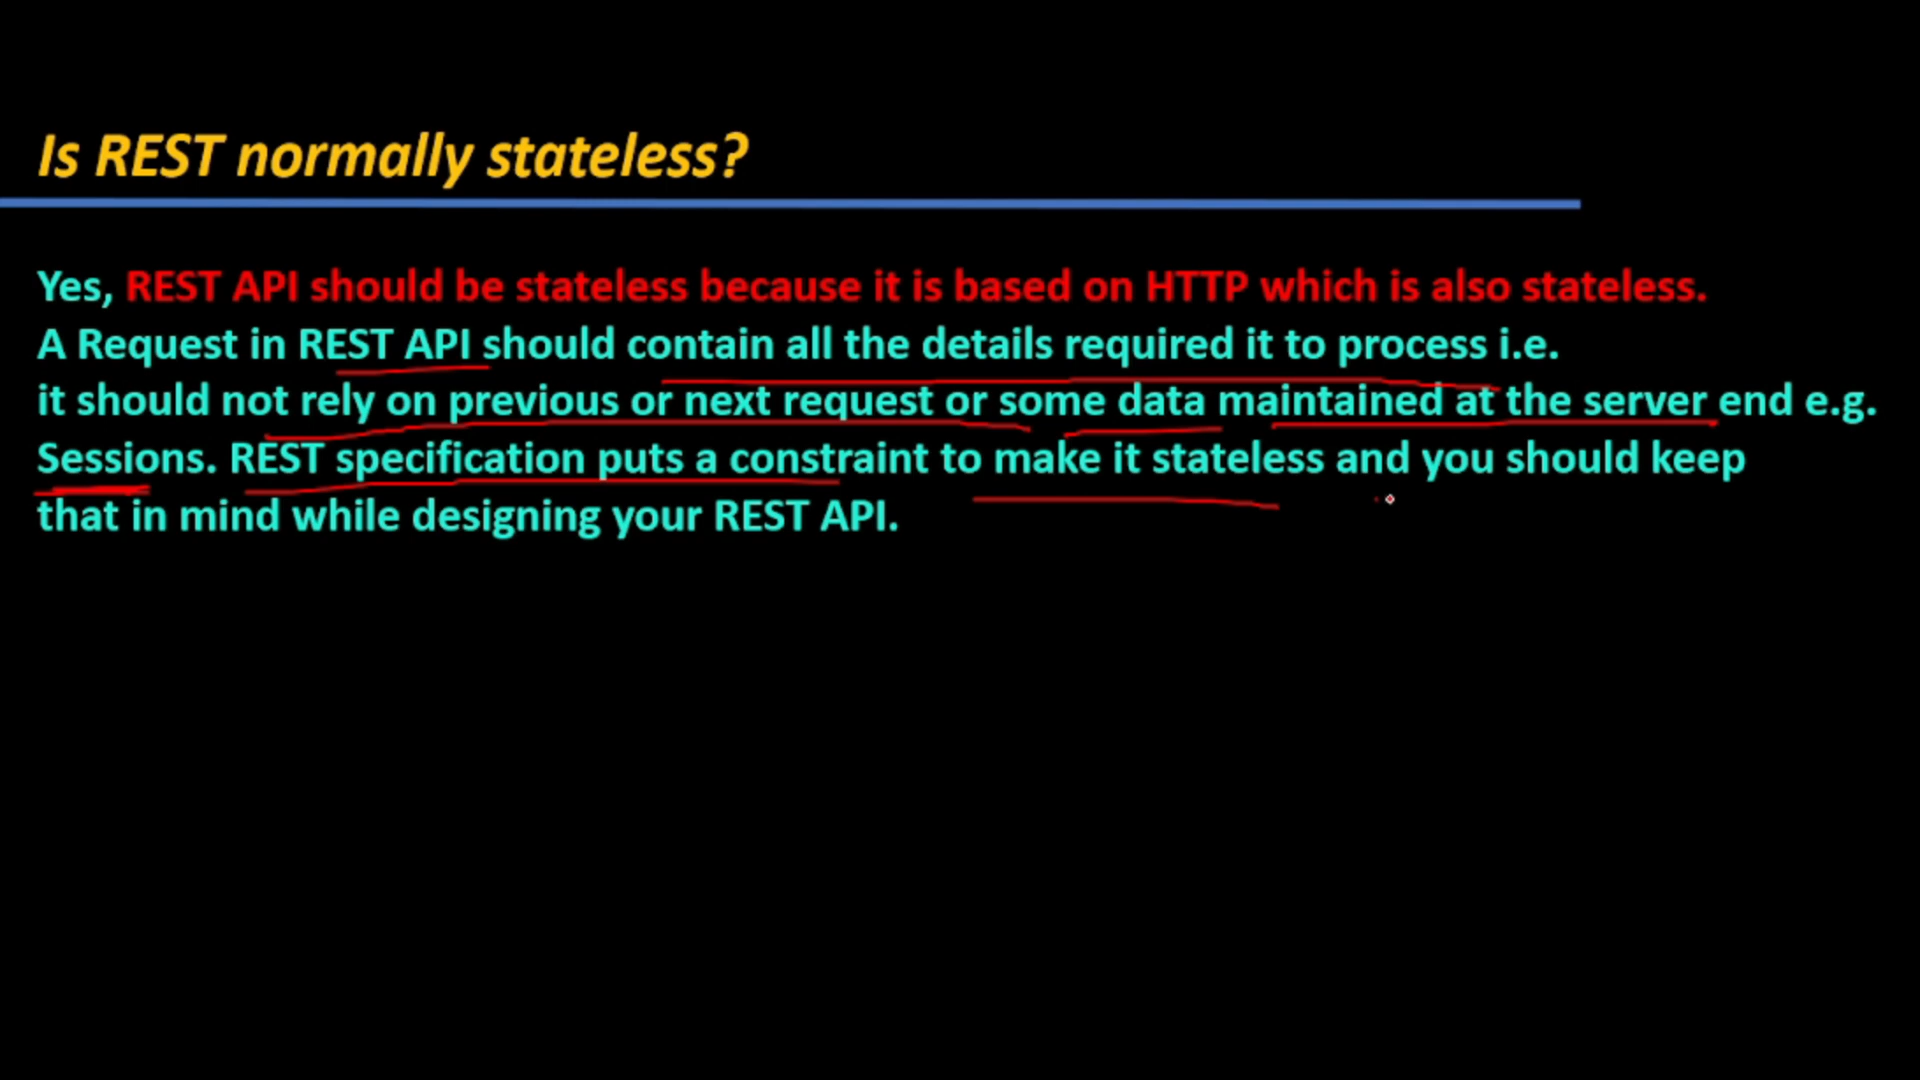 Is REST normally stateless?
Yes, REST API should be stateless because it is based on HTTP which is also stateless.
A Request in REST API should contain all the details required it to process i.e.
it should not rely on previous or next request or some data maintained at the server end e.g.
Sessions. REST specification puts a constraint to make it stateless and you should keep
that in mind while designing your REST API.